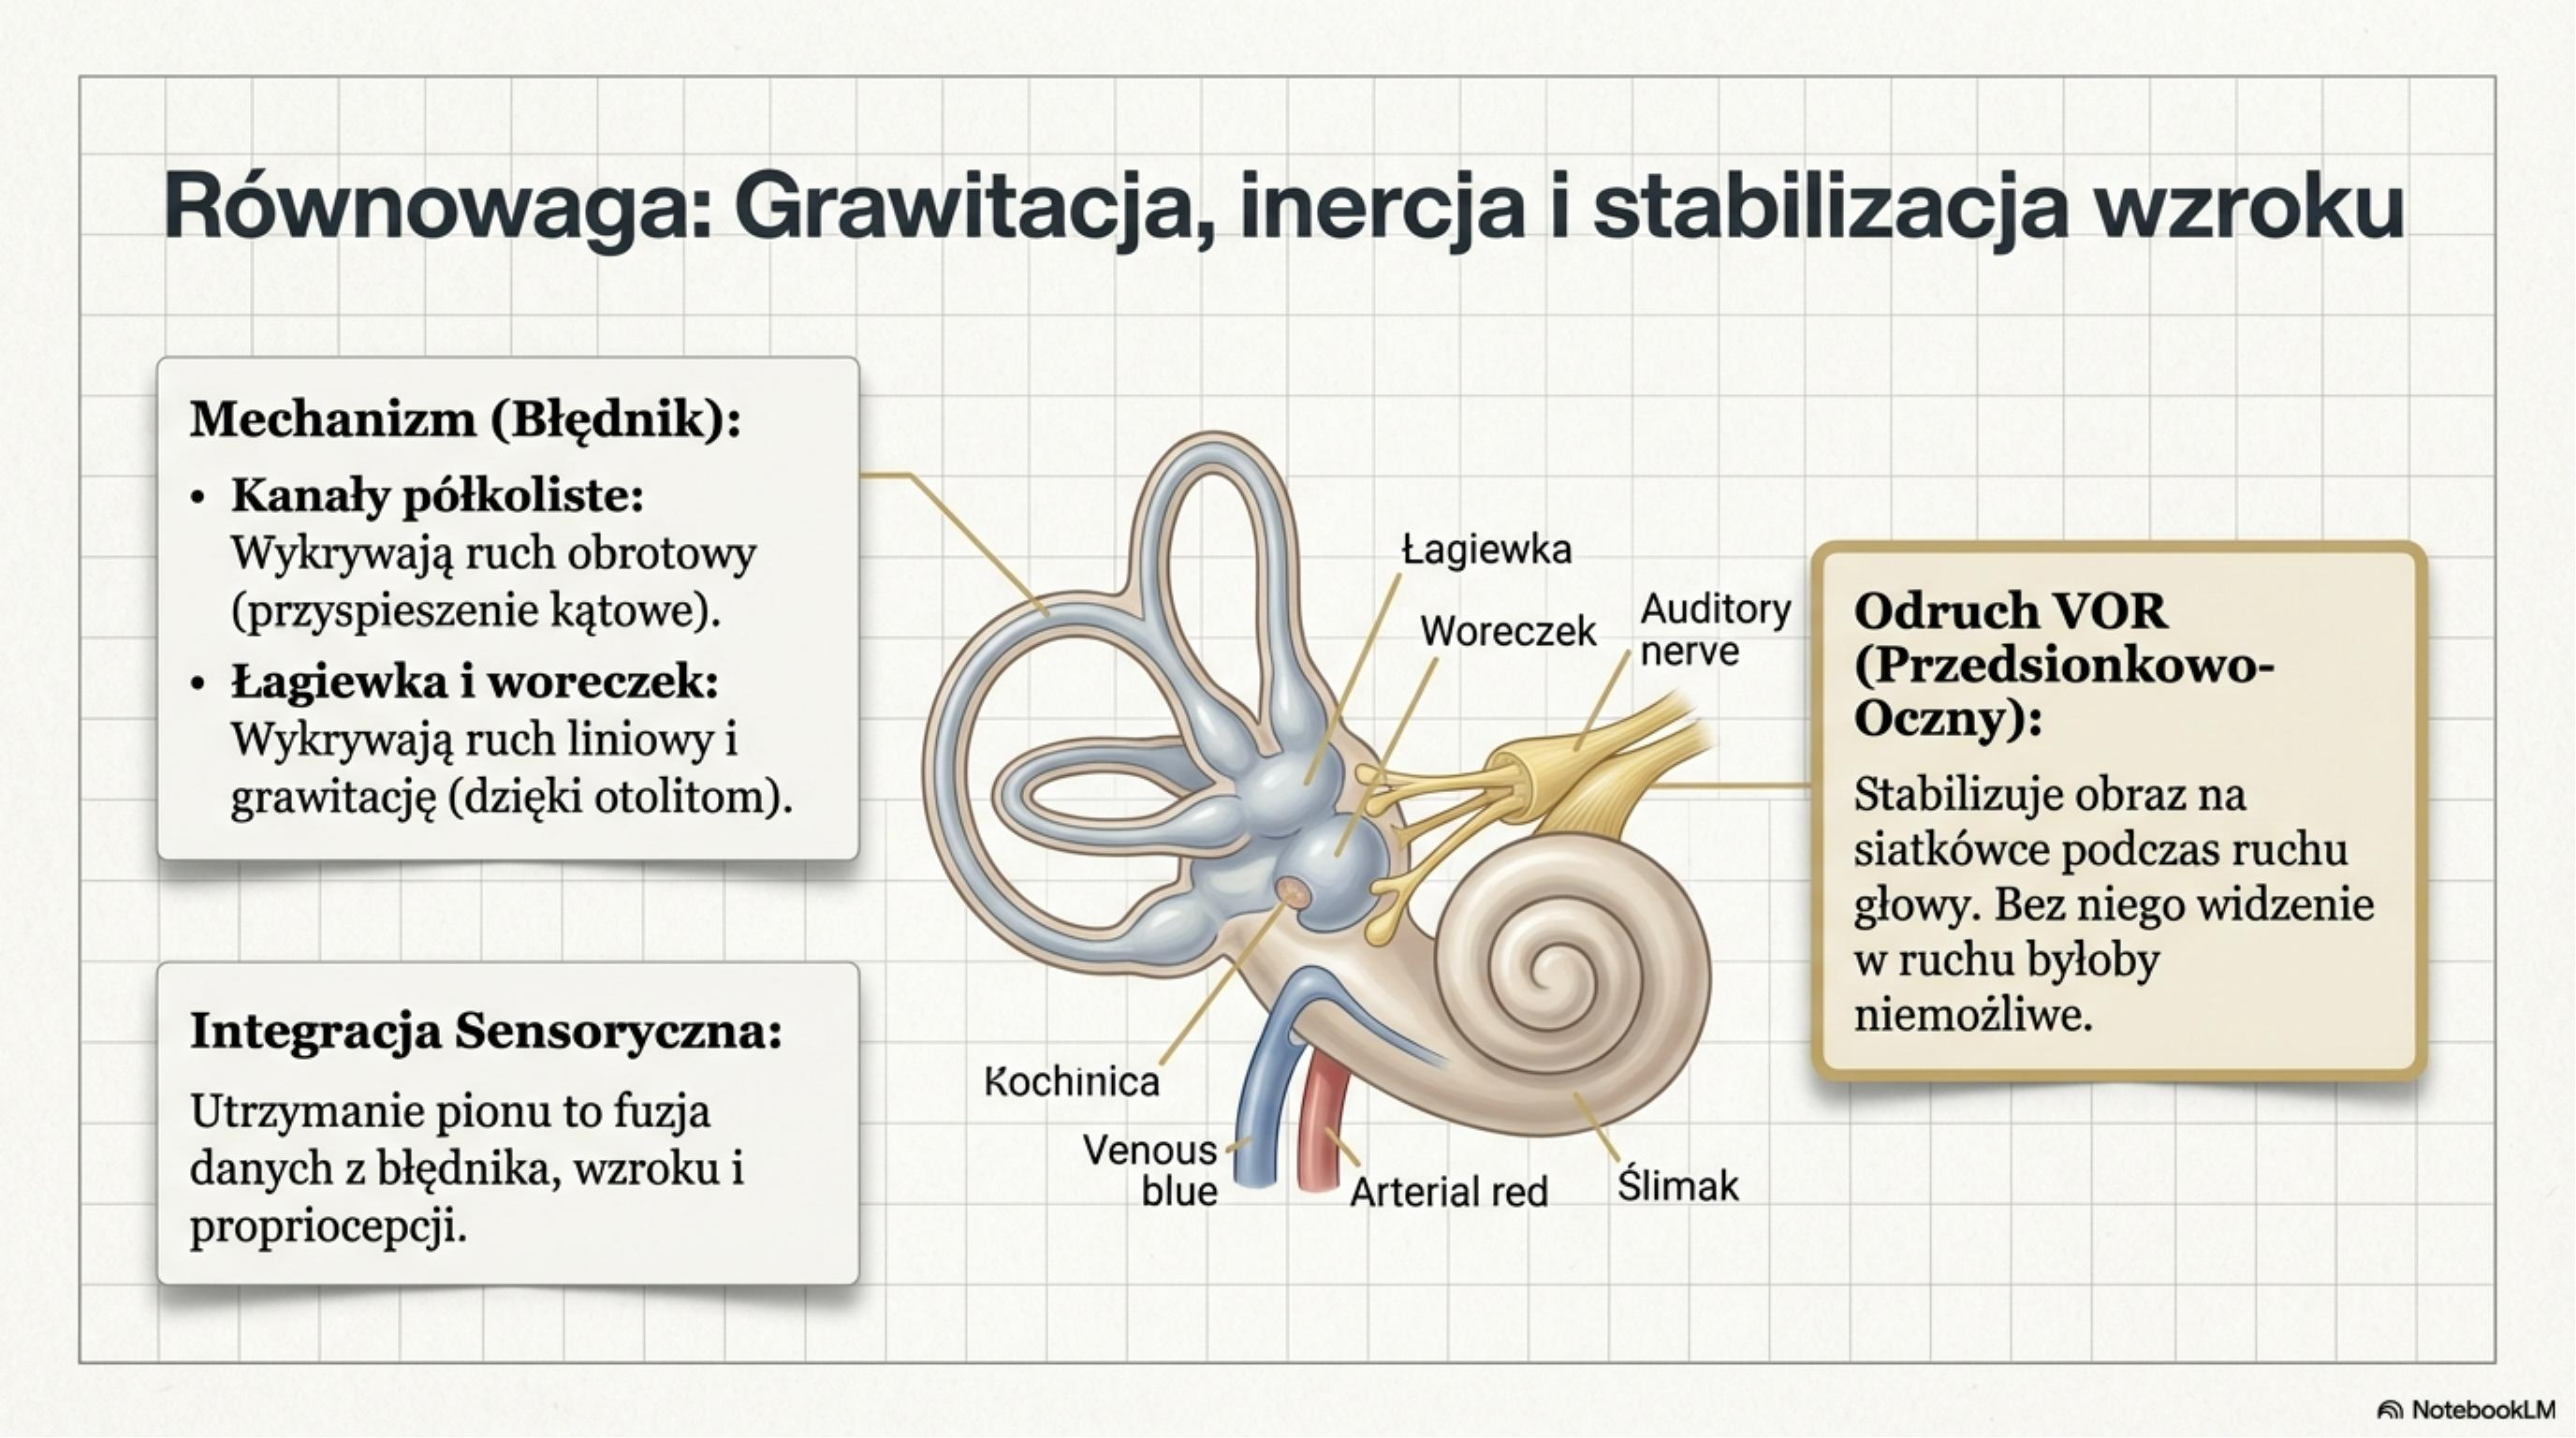 Równowaga: Grawitacja, inercja i stabilizacja wzroku
Mechanizm (Błędnik):
• Kanały półkoliste:
Wykrywają ruch obrotowy
(przyspieszenie kątowe).
• Łagiewka i woreczek:
Wykrywają ruch liniowy i
grawitację (dzięki otolitom).
Integracja Sensoryczna:
Utrzymanie pionu to fuzja
danych z błędnika, wzroku i
propriocepcji.
Łagiewka
Woreczek
Auditory
nerve
Kochinica
Venous
blue
Arterial red
Ślimak
Odruch VOR
(Przedsionkowo-
Oczny):
Stabilizuje obraz na
siatkówce podczas ruchu
głowy. Bez niego widzenie
w ruchu byłoby
niemożliwe.
NotebookLM